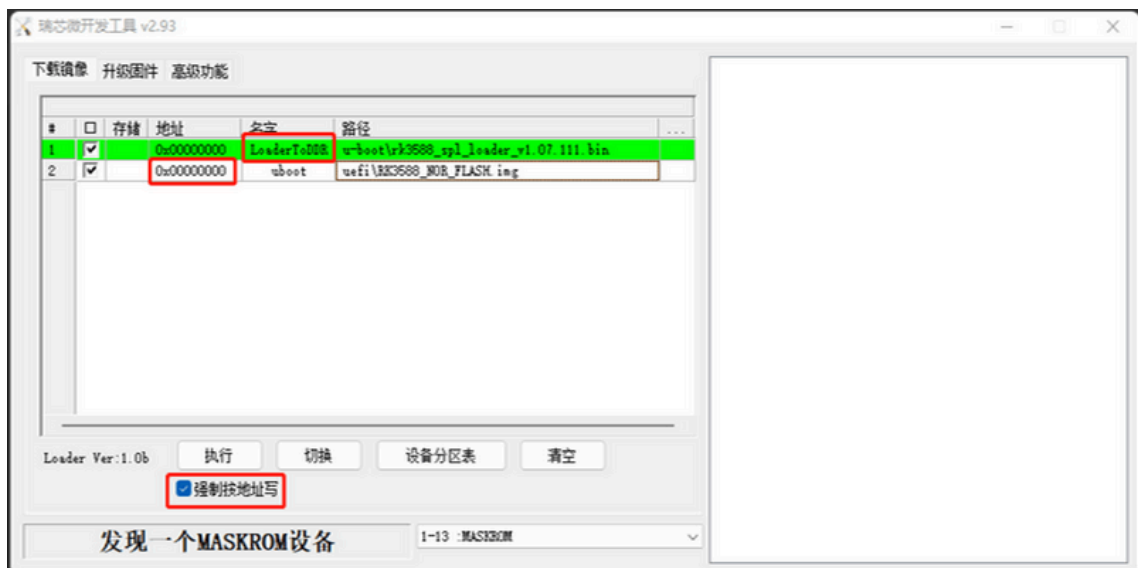 瑞芯微开发工具 v2.93
下载镜像 升级固件 高级功能
# 存储 地址 名字 路径 ...
1 0x00000000 LoaderToDDR u-boot\rk3588_spl_loader_v1.07.111.bin
2 0x00000000 uboot uefi\RK3588_NOR_FLASH.img
Loader Ver:1.0b 执行 切换 设备分区表 清空
强制按地址写
发现一个MASKROM设备 1-13 :MASKROM